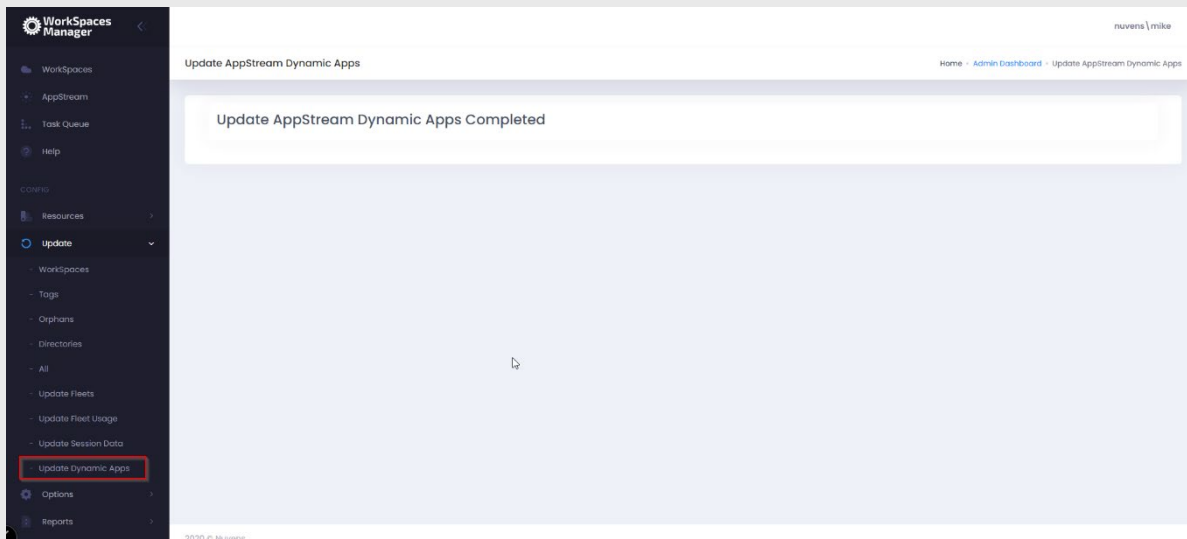 WorkSpaces
Manager
nuvens\mike
Update AppStream Dynamic Apps
Home - Admin Dashboard - Update AppStream Dynamic Apps
Update AppStream Dynamic Apps Completed
WorkSpaces
AppStream
Task Queue
Help
CONFIG
Resources
Update
WorkSpaces
Tags
Orphans
Directories
All
Update Fleets
Update Fleet Usage
Update Session Data
Update Dynamic Apps
Options
Reports
2020 © Nuvens